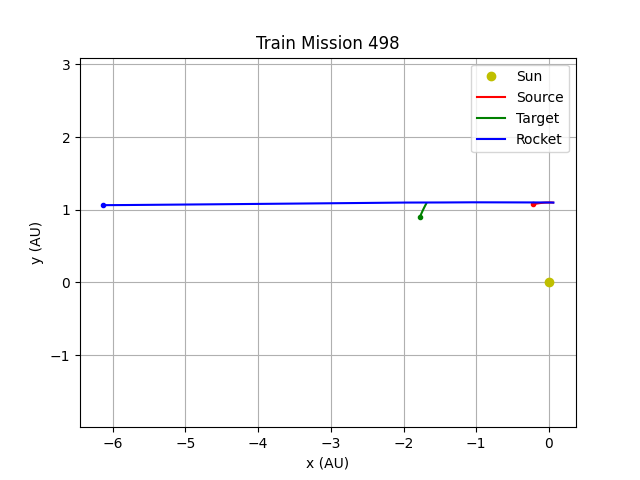 Train Mission 498
Sun
Source
Target
Rocket
3
2
1
0
−1
y (AU)
−6 −5 −4 −3 −2 −1 0
x (AU)